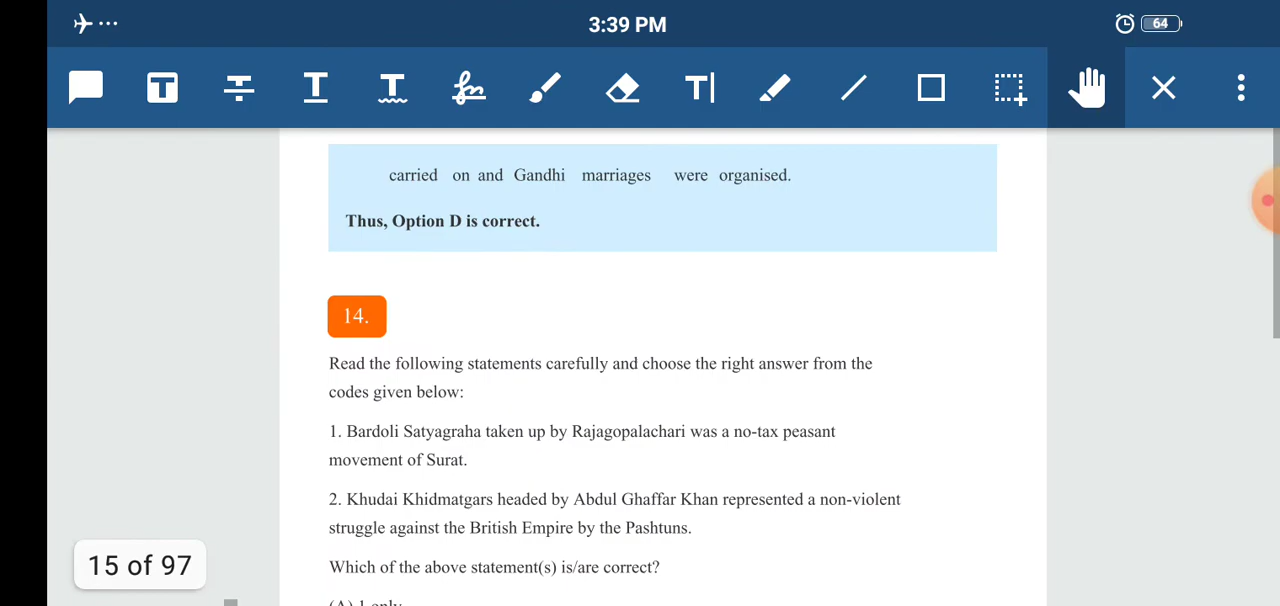 3:39 PM
64
carried on and Gandhi marriages were organised.
Thus, Option D is correct.
14.
Read the following statements carefully and choose the right answer from the
codes given below:
1. Bardoli Satyagraha taken up by Rajagopalachari was a no-tax peasant
movement of Surat.
2. Khudai Khidmatgars headed by Abdul Ghaffar Khan represented a non-violent
struggle against the British Empire by the Pashtuns.
15 of 97
Which of the above statement(s) is/are correct?
(A) 1 only